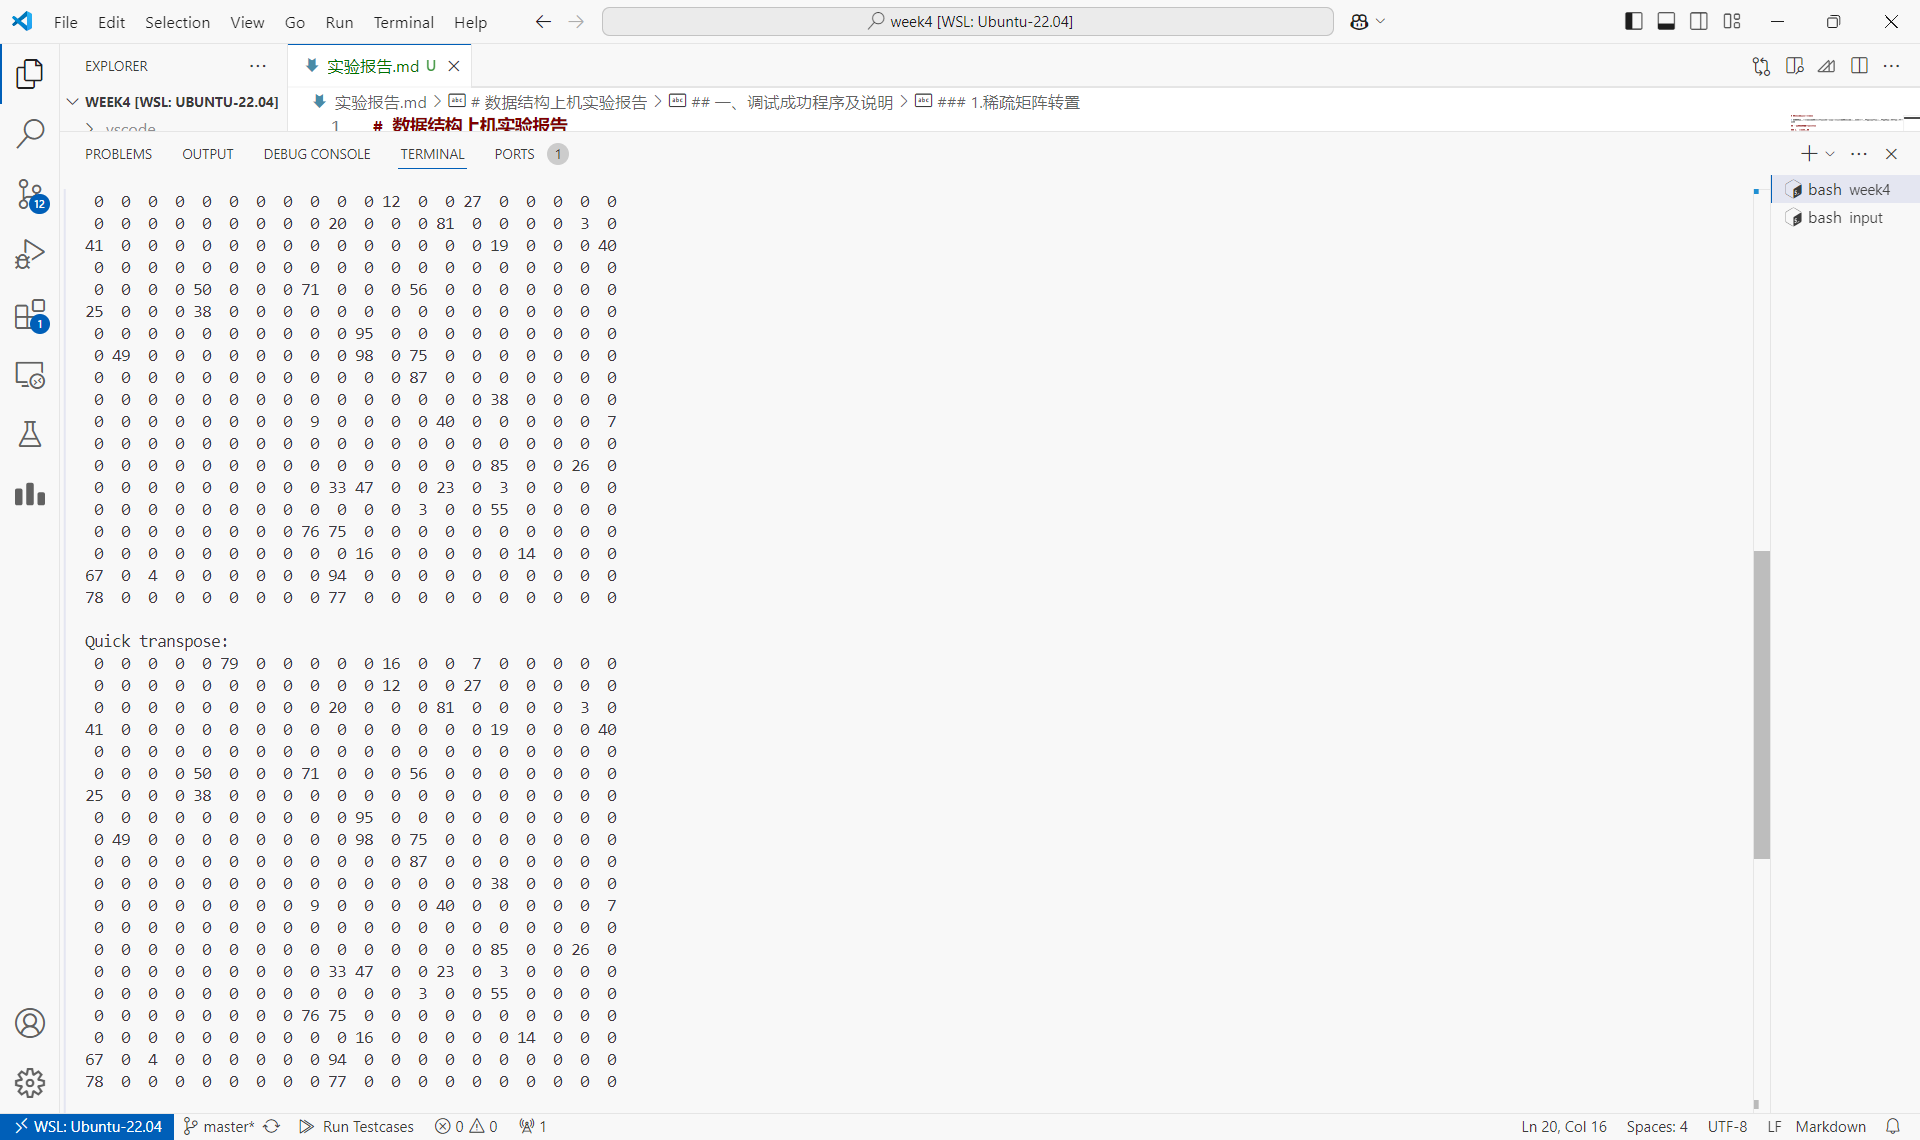 File Edit Selection View Go Run Terminal Help week4 [WSL: Ubuntu-22.04]
EXPLORER
实验报告.md U
WEEK4 [WSL: UBUNTU-22.04]
实验报告.md > # 数据结构上机实验报告 > ## 一、调试成功程序及说明 > ### 1.稀疏矩阵转置
.vscode
1 # 数据结构上机实验报告
PROBLEMS OUTPUT DEBUG CONSOLE TERMINAL PORTS 1
bash week4
bash input
12
1
0 0 0 0 0 0 0 0 0 0 0 12 0 0 27 0 0 0 0 0
0 0 0 0 0 0 0 0 0 20 0 0 0 81 0 0 0 0 3 0
41 0 0 0 0 0 0 0 0 0 0 0 0 0 0 19 0 0 0 40
0 0 0 0 0 0 0 0 0 0 0 0 0 0 0 0 0 0 0 0
0 0 0 0 50 0 0 0 71 0 0 0 56 0 0 0 0 0 0 0
25 0 0 0 38 0 0 0 0 0 0 0 0 0 0 0 0 0 0 0
0 0 0 0 0 0 0 0 0 0 95 0 0 0 0 0 0 0 0 0
0 49 0 0 0 0 0 0 0 0 98 0 75 0 0 0 0 0 0 0
0 0 0 0 0 0 0 0 0 0 0 0 87 0 0 0 0 0 0 0
0 0 0 0 0 0 0 0 0 0 0 0 0 0 0 38 0 0 0 0
0 0 0 0 0 0 0 0 9 0 0 0 0 40 0 0 0 0 0 7
0 0 0 0 0 0 0 0 0 0 0 0 0 0 0 0 0 0 0 0
0 0 0 0 0 0 0 0 0 0 0 0 0 0 0 85 0 0 26 0
0 0 0 0 0 0 0 0 0 33 47 0 0 23 0 3 0 0 0 0
0 0 0 0 0 0 0 0 0 0 0 0 3 0 0 55 0 0 0 0
0 0 0 0 0 0 0 0 76 75 0 0 0 0 0 0 0 0 0 0
0 0 0 0 0 0 0 0 0 0 16 0 0 0 0 0 14 0 0 0
67 0 4 0 0 0 0 0 0 94 0 0 0 0 0 0 0 0 0 0
78 0 0 0 0 0 0 0 0 77 0 0 0 0 0 0 0 0 0 0
Quick transpose:
0 0 0 0 0 79 0 0 0 0 0 16 0 0 7 0 0 0 0 0
0 0 0 0 0 0 0 0 0 0 0 12 0 0 27 0 0 0 0 0
0 0 0 0 0 0 0 0 0 20 0 0 0 81 0 0 0 0 3 0
41 0 0 0 0 0 0 0 0 0 0 0 0 0 0 19 0 0 0 40
0 0 0 0 0 0 0 0 0 0 0 0 0 0 0 0 0 0 0 0
0 0 0 0 50 0 0 0 71 0 0 0 56 0 0 0 0 0 0 0
25 0 0 0 38 0 0 0 0 0 0 0 0 0 0 0 0 0 0 0
0 0 0 0 0 0 0 0 0 0 95 0 0 0 0 0 0 0 0 0
0 49 0 0 0 0 0 0 0 0 98 0 75 0 0 0 0 0 0 0
0 0 0 0 0 0 0 0 0 0 0 0 87 0 0 0 0 0 0 0
0 0 0 0 0 0 0 0 0 0 0 0 0 0 0 38 0 0 0 0
0 0 0 0 0 0 0 0 9 0 0 0 0 40 0 0 0 0 0 7
0 0 0 0 0 0 0 0 0 0 0 0 0 0 0 0 0 0 0 0
0 0 0 0 0 0 0 0 0 0 0 0 0 0 0 85 0 0 26 0
0 0 0 0 0 0 0 0 0 33 47 0 0 23 0 3 0 0 0 0
0 0 0 0 0 0 0 0 0 0 0 0 3 0 0 55 0 0 0 0
0 0 0 0 0 0 0 0 76 75 0 0 0 0 0 0 0 0 0 0
0 0 0 0 0 0 0 0 0 0 16 0 0 0 0 0 14 0 0 0
67 0 4 0 0 0 0 0 0 94 0 0 0 0 0 0 0 0 0 0
78 0 0 0 0 0 0 0 0 77 0 0 0 0 0 0 0 0 0 0
WSL: Ubuntu-22.04 master* Run Testcases 0 0 1 Ln 20, Col 16 Spaces: 4 UTF-8 LF Markdown